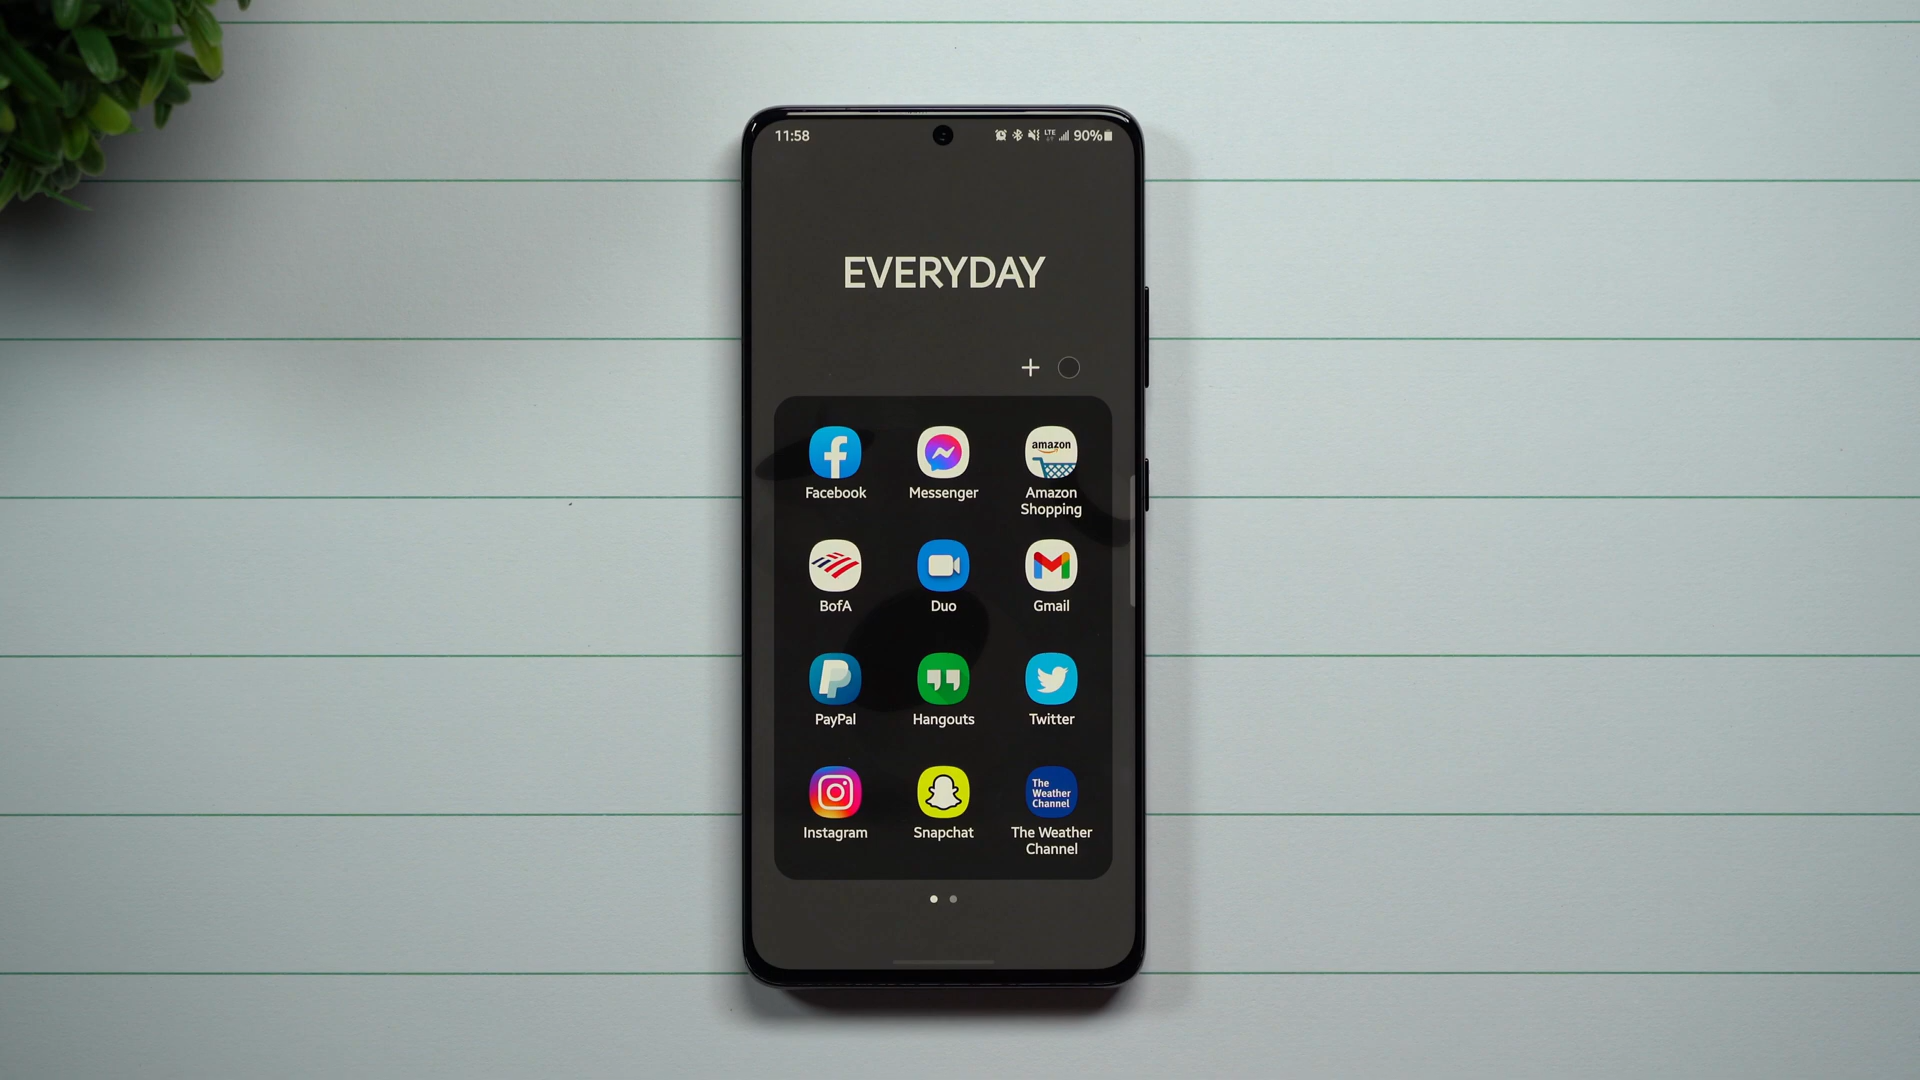 11:58
LTE
90%
EVERYDAY
amazon
Facebook
Messenger
Amazon
Shopping
BofA
Duo
Gmail
PayPal
Hangouts
Twitter
The
Weather
Channel
Instagram
Snapchat
The Weather
Channel